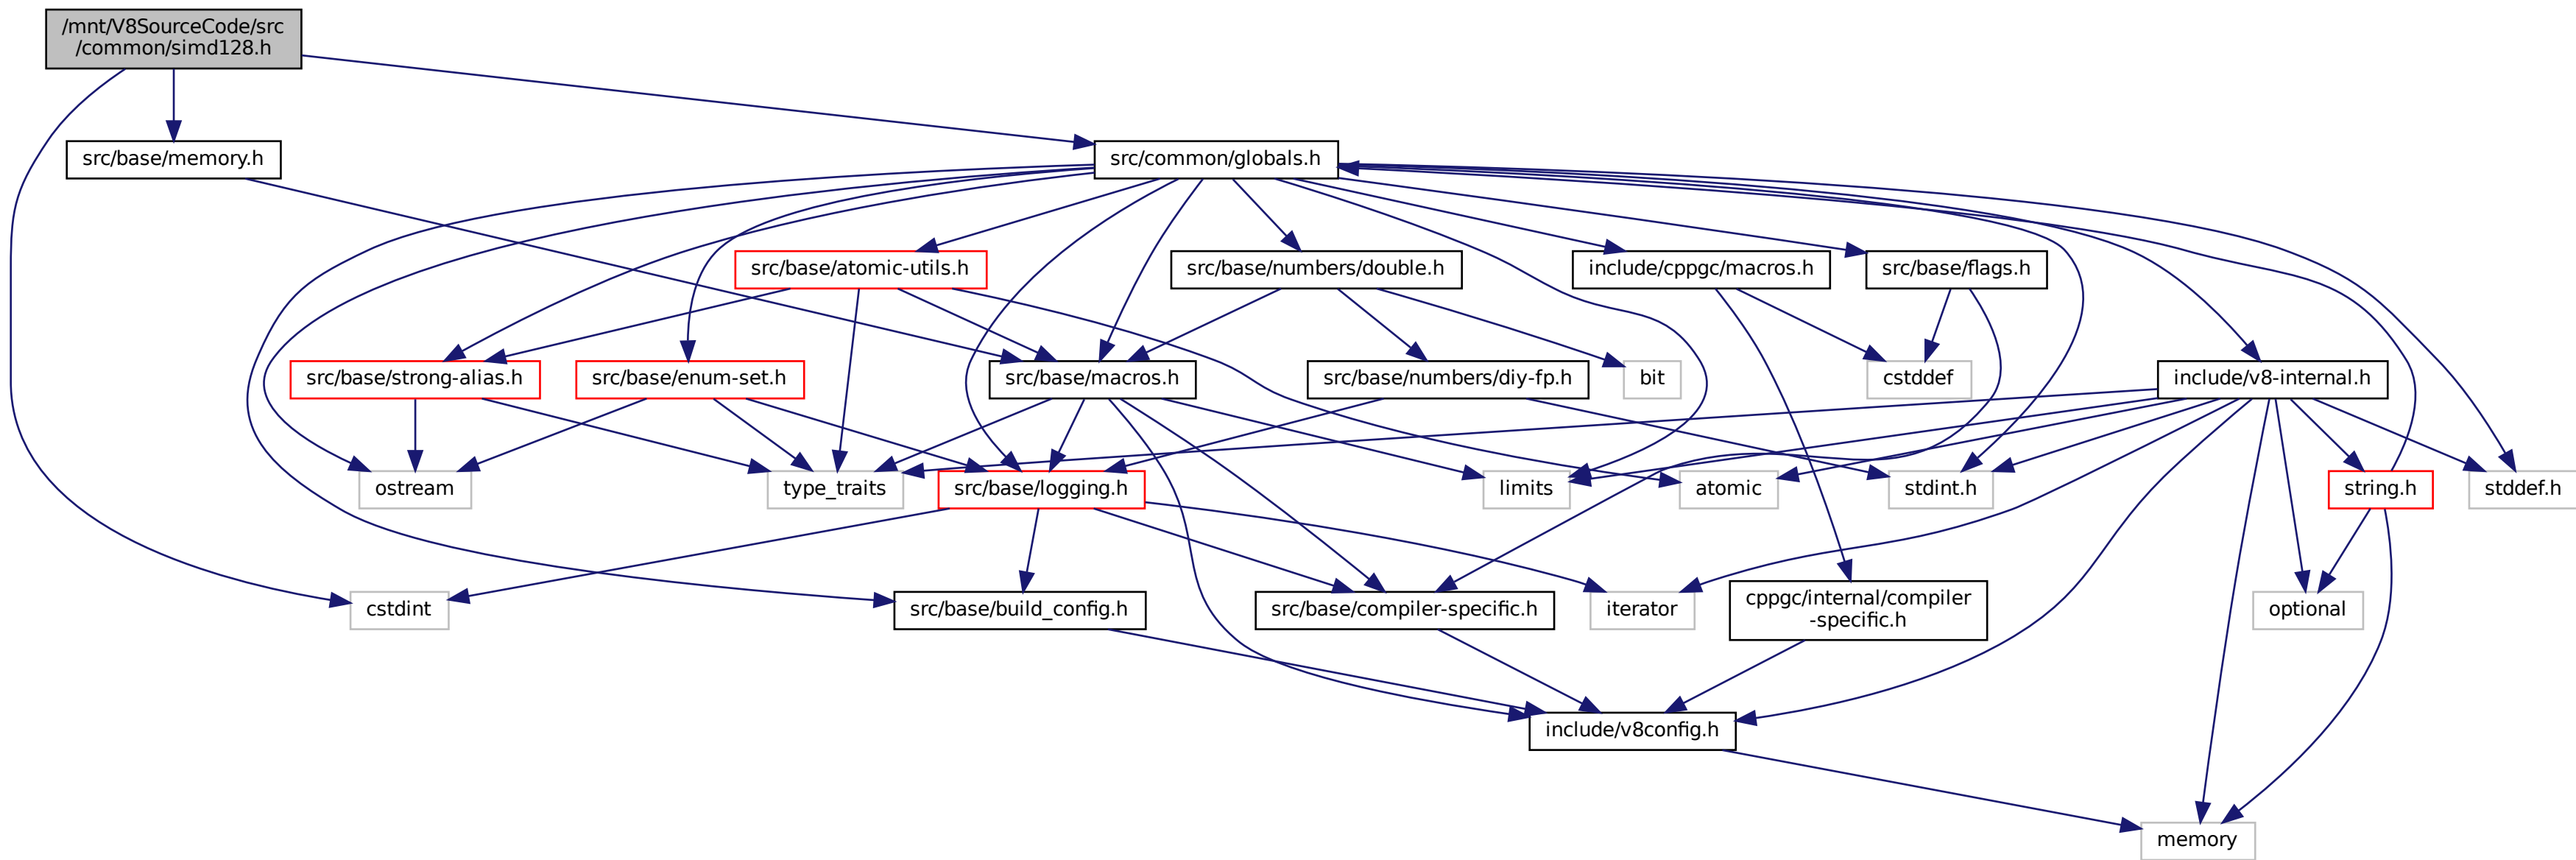 /mnt/V8SourceCode/src
/common/simd128.h
src/base/memory.h
src/common/globals.h
src/base/atomic-utils.h
src/base/numbers/double.h
include/cppgc/macros.h
src/base/flags.h
src/base/strong-alias.h
src/base/enum-set.h
src/base/macros.h
src/base/numbers/diy-fp.h
bit
cstddef
include/v8-internal.h
ostream
type_traits
src/base/logging.h
limits
atomic
stdint.h
string.h
stddef.h
cstdint
src/base/build_config.h
src/base/compiler-specific.h
iterator
cppgc/internal/compiler
-specific.h
optional
include/v8config.h
memory